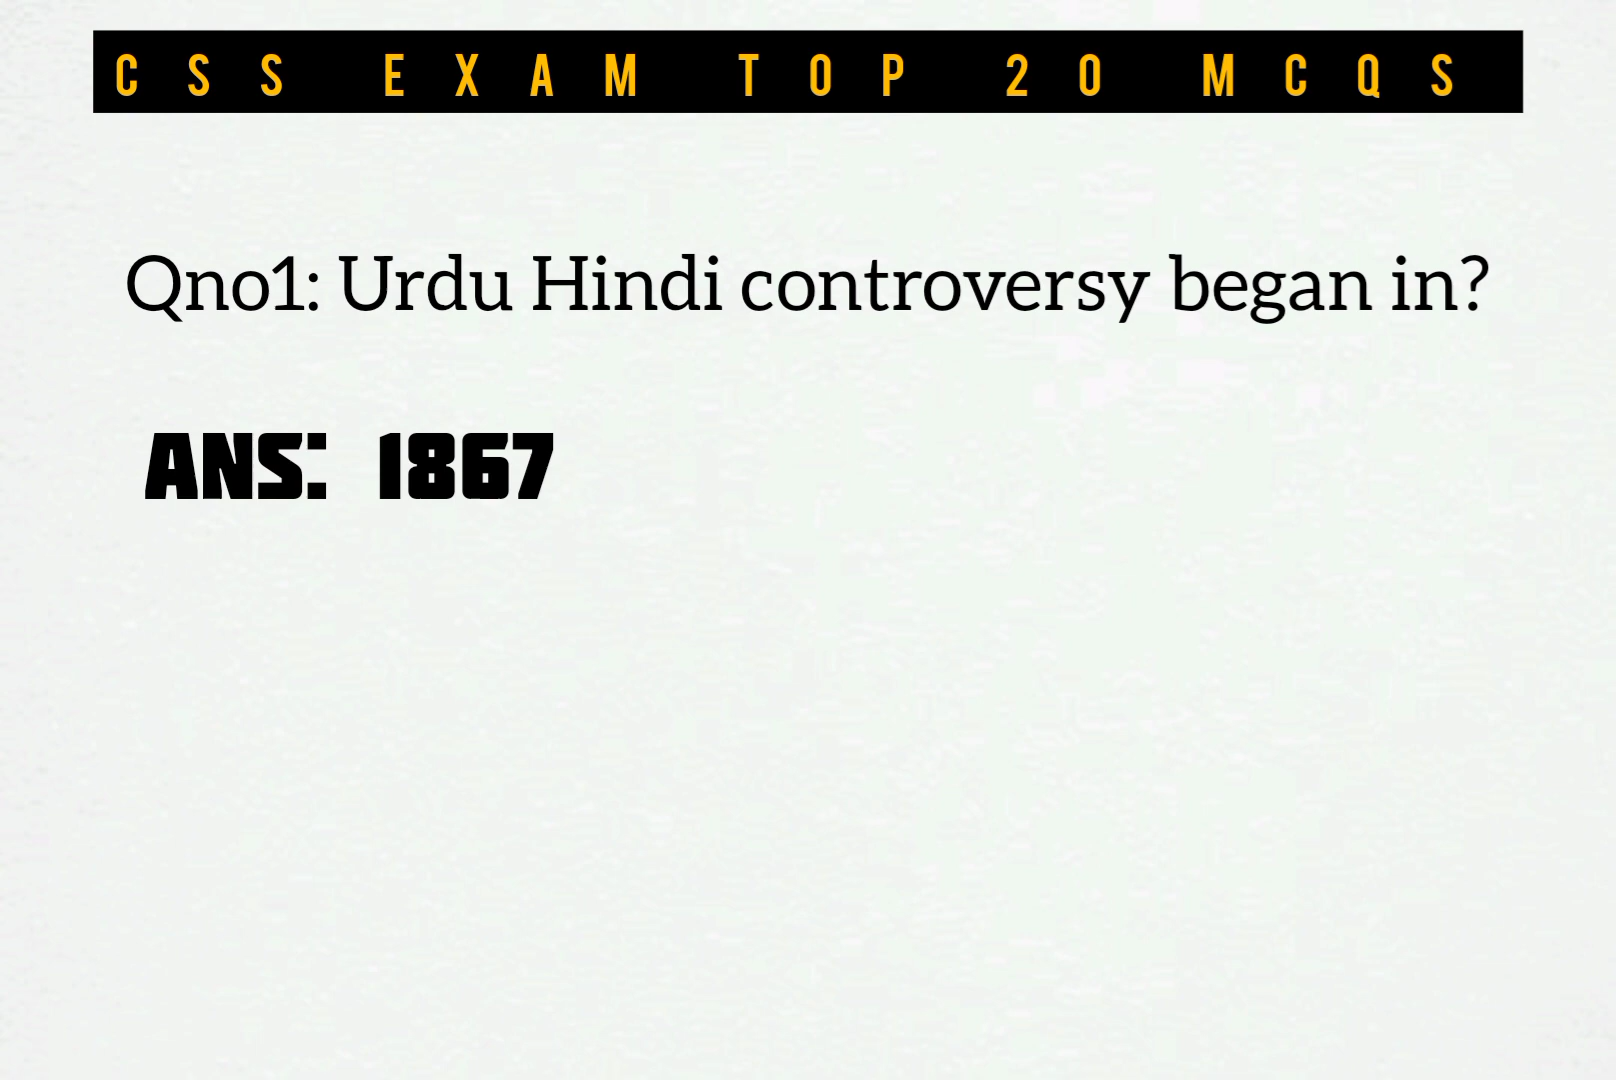 CSS EXAM TOP 20 MCQS
Qno1: Urdu Hindi controversy began in?
ANS: 1867